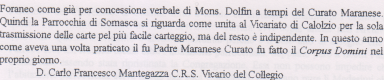 Foraneo come già per concessione verbale di Mons. Dolfin a tempi del Curato Maranese.
Quindi la Parrocchia di Somasca si riguarda come unita al Vicariato di Calolzio per la sola
trasmissione delle carte pel più facile carteggio, ma del resto è indipendente. In questo anno
come aveva una volta praticato il fu Padre Maranese Curato fu fatto il Corpus Domini nel
proprio giorno.
D. Carlo Francesco Mantegazza C.R.S. Vicario del Collegio